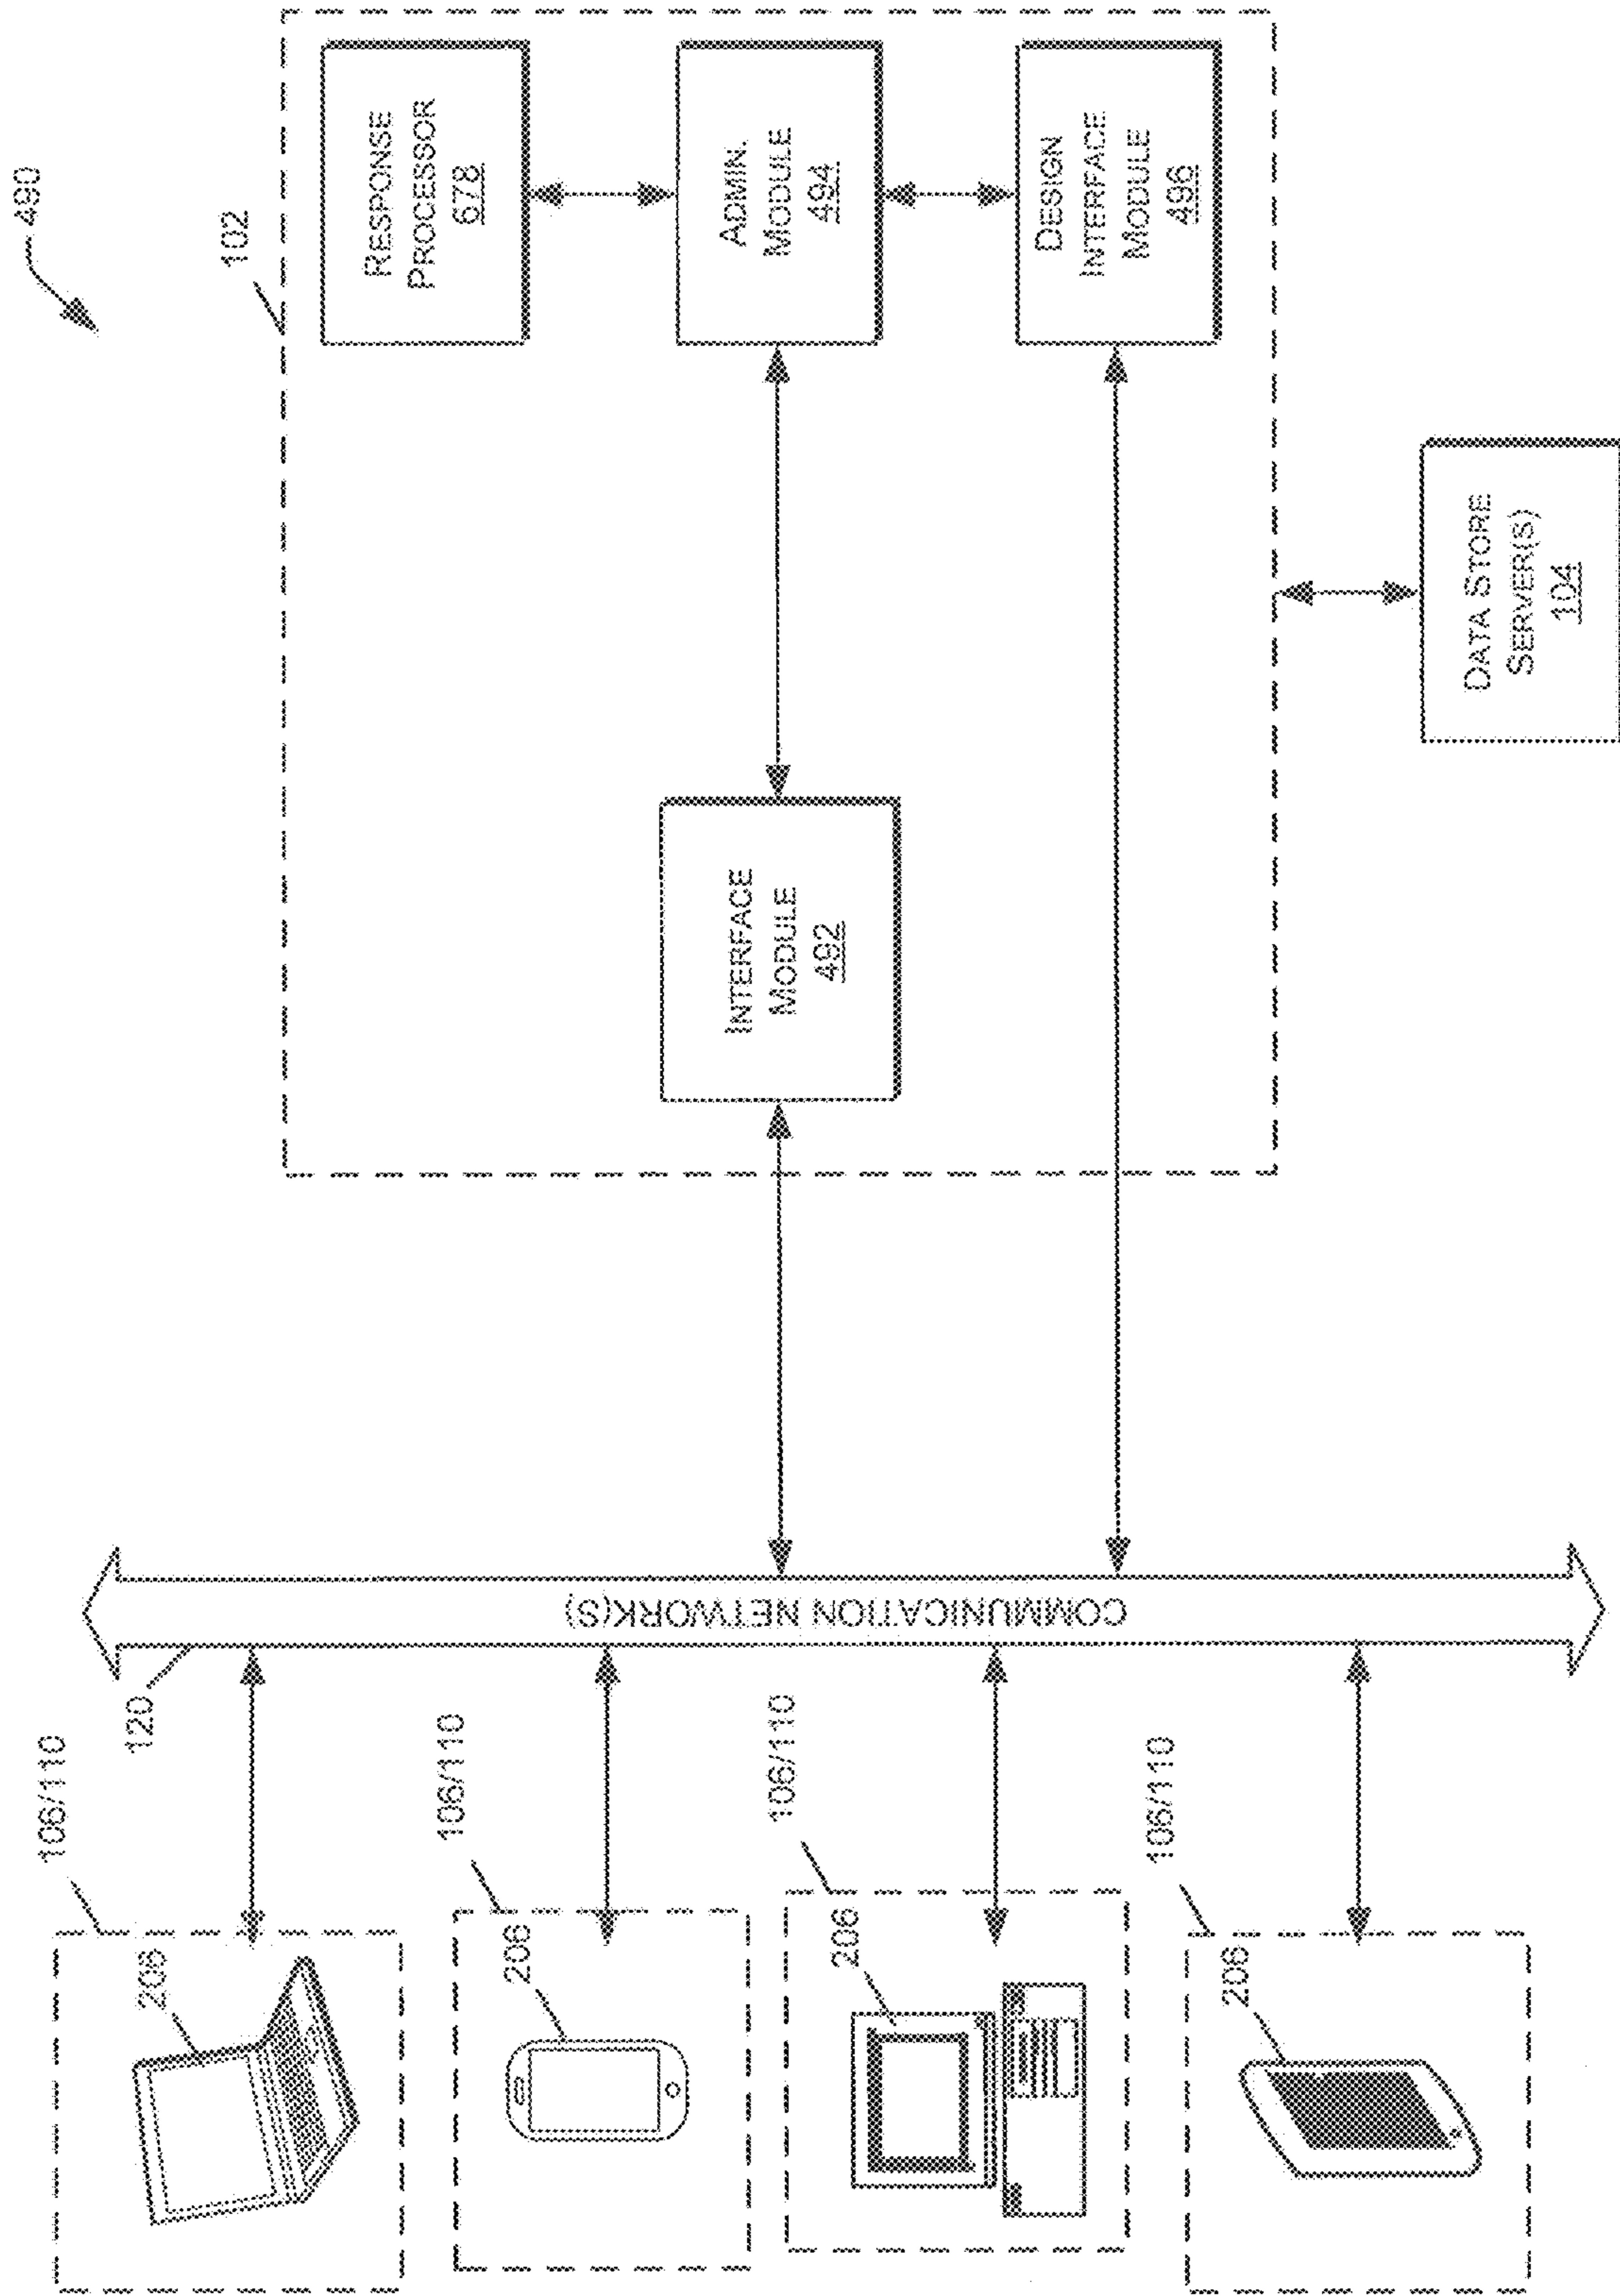 490
106/110
206
120
102
106/110
206
RESPONSE
PROCESSOR
678
COMMUNICATION NETWORK(S)
INTERFACE
MODULE
492
ADMIN.
MODULE
494
106/110
206
DESIGN
INTERFACE
MODULE
496
106/110
206
DATA STORE
SERVER(S)
104